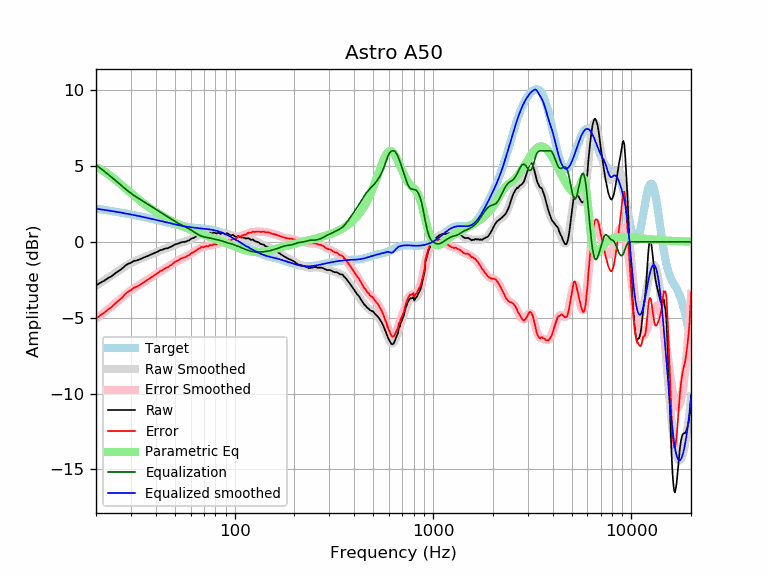 Astro A50
10
5
0
−5
−10
−15
Amplitude (dBr)
Target
Raw Smoothed
Error Smoothed
Raw
Error
Parametric Eq
Equalization
Equalized smoothed
100 1000 10000
Frequency (Hz)